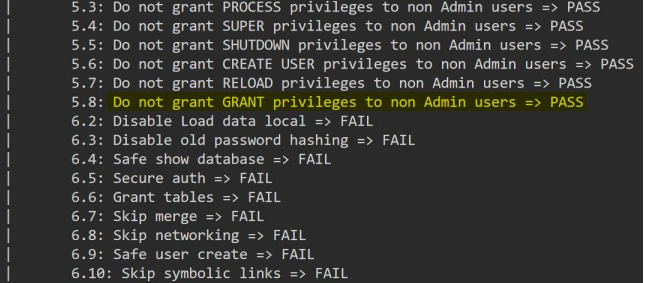 | 5.3: Do not grant PROCESS privileges to non Admin users => PASS
| 5.4: Do not grant SUPER privileges to non Admin users => PASS
| 5.5: Do not grant SHUTDOWN privileges to non Admin users => PASS
| 5.6: Do not grant CREATE USER privileges to non Admin users => PASS
| 5.7: Do not grant RELOAD privileges to non Admin users => PASS
| 5.8: Do not grant GRANT privileges to non Admin users => PASS
| 6.2: Disable Load data local => FAIL
| 6.3: Disable old password hashing => FAIL
| 6.4: Safe show database => FAIL
| 6.5: Secure auth => FAIL
| 6.6: Grant tables => FAIL
| 6.7: Skip merge => FAIL
| 6.8: Skip networking => FAIL
| 6.9: Safe user create => FAIL
| 6.10: Skip symbolic links => FAIL